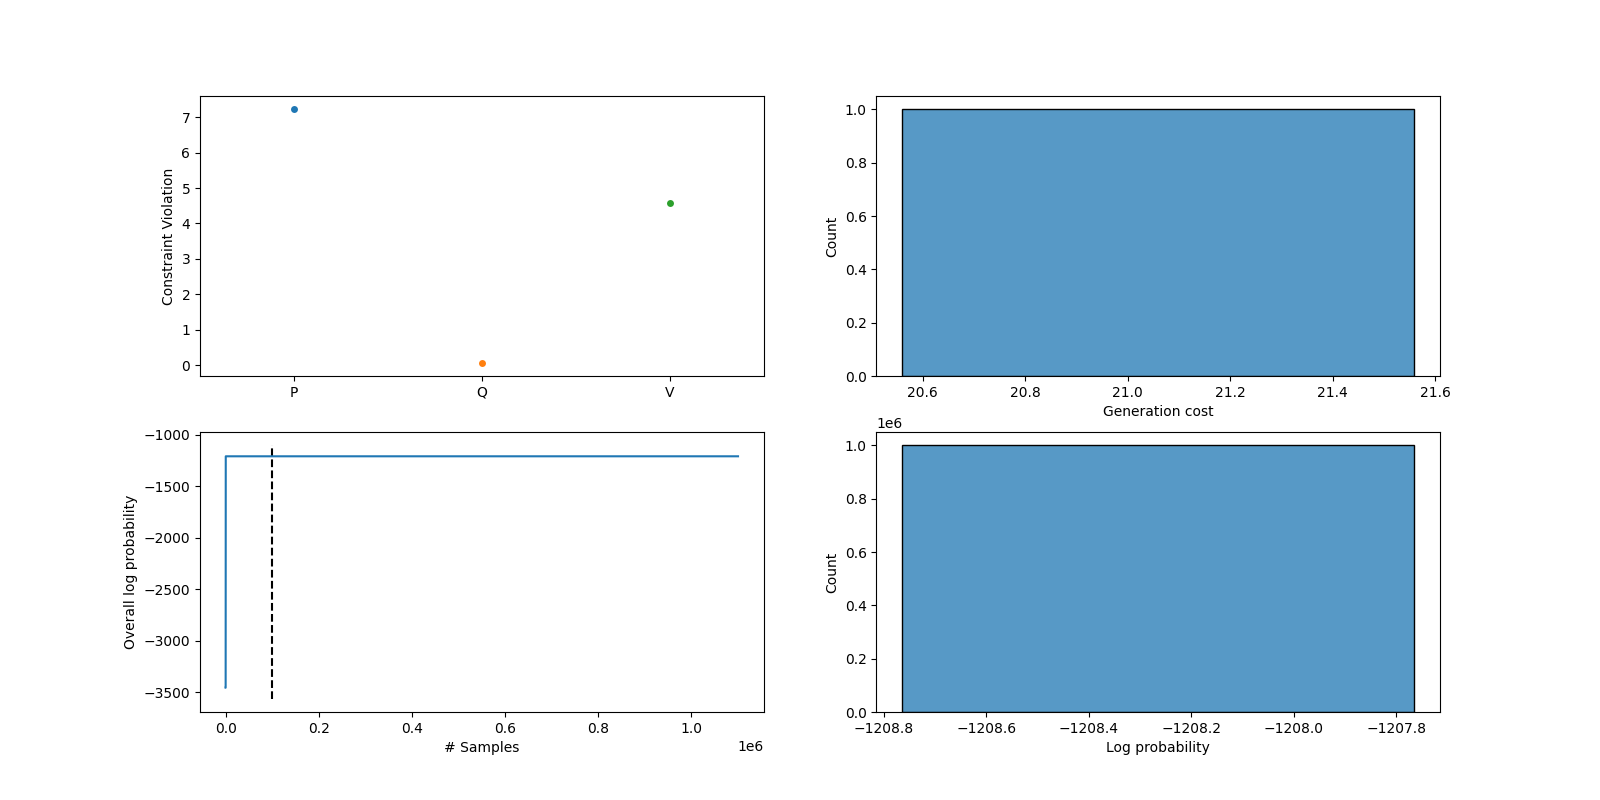 7
6
5
4
3
2
1
0
Constraint Violation
P Q V
1.0
0.8
0.6
0.4
0.2
0.0
Count
20.6 20.8 21.0 21.2 21.4 21.6
Generation cost
−1000
−1500
−2000
−2500
−3000
−3500
Overall log probability
0.0 0.2 0.4 0.6 0.8 1.0
# Samples
1e6
1e6
1.0
0.8
0.6
0.4
0.2
0.0
Count
−1208.8 −1208.6 −1208.4 −1208.2 −1208.0 −1207.8
Log probability